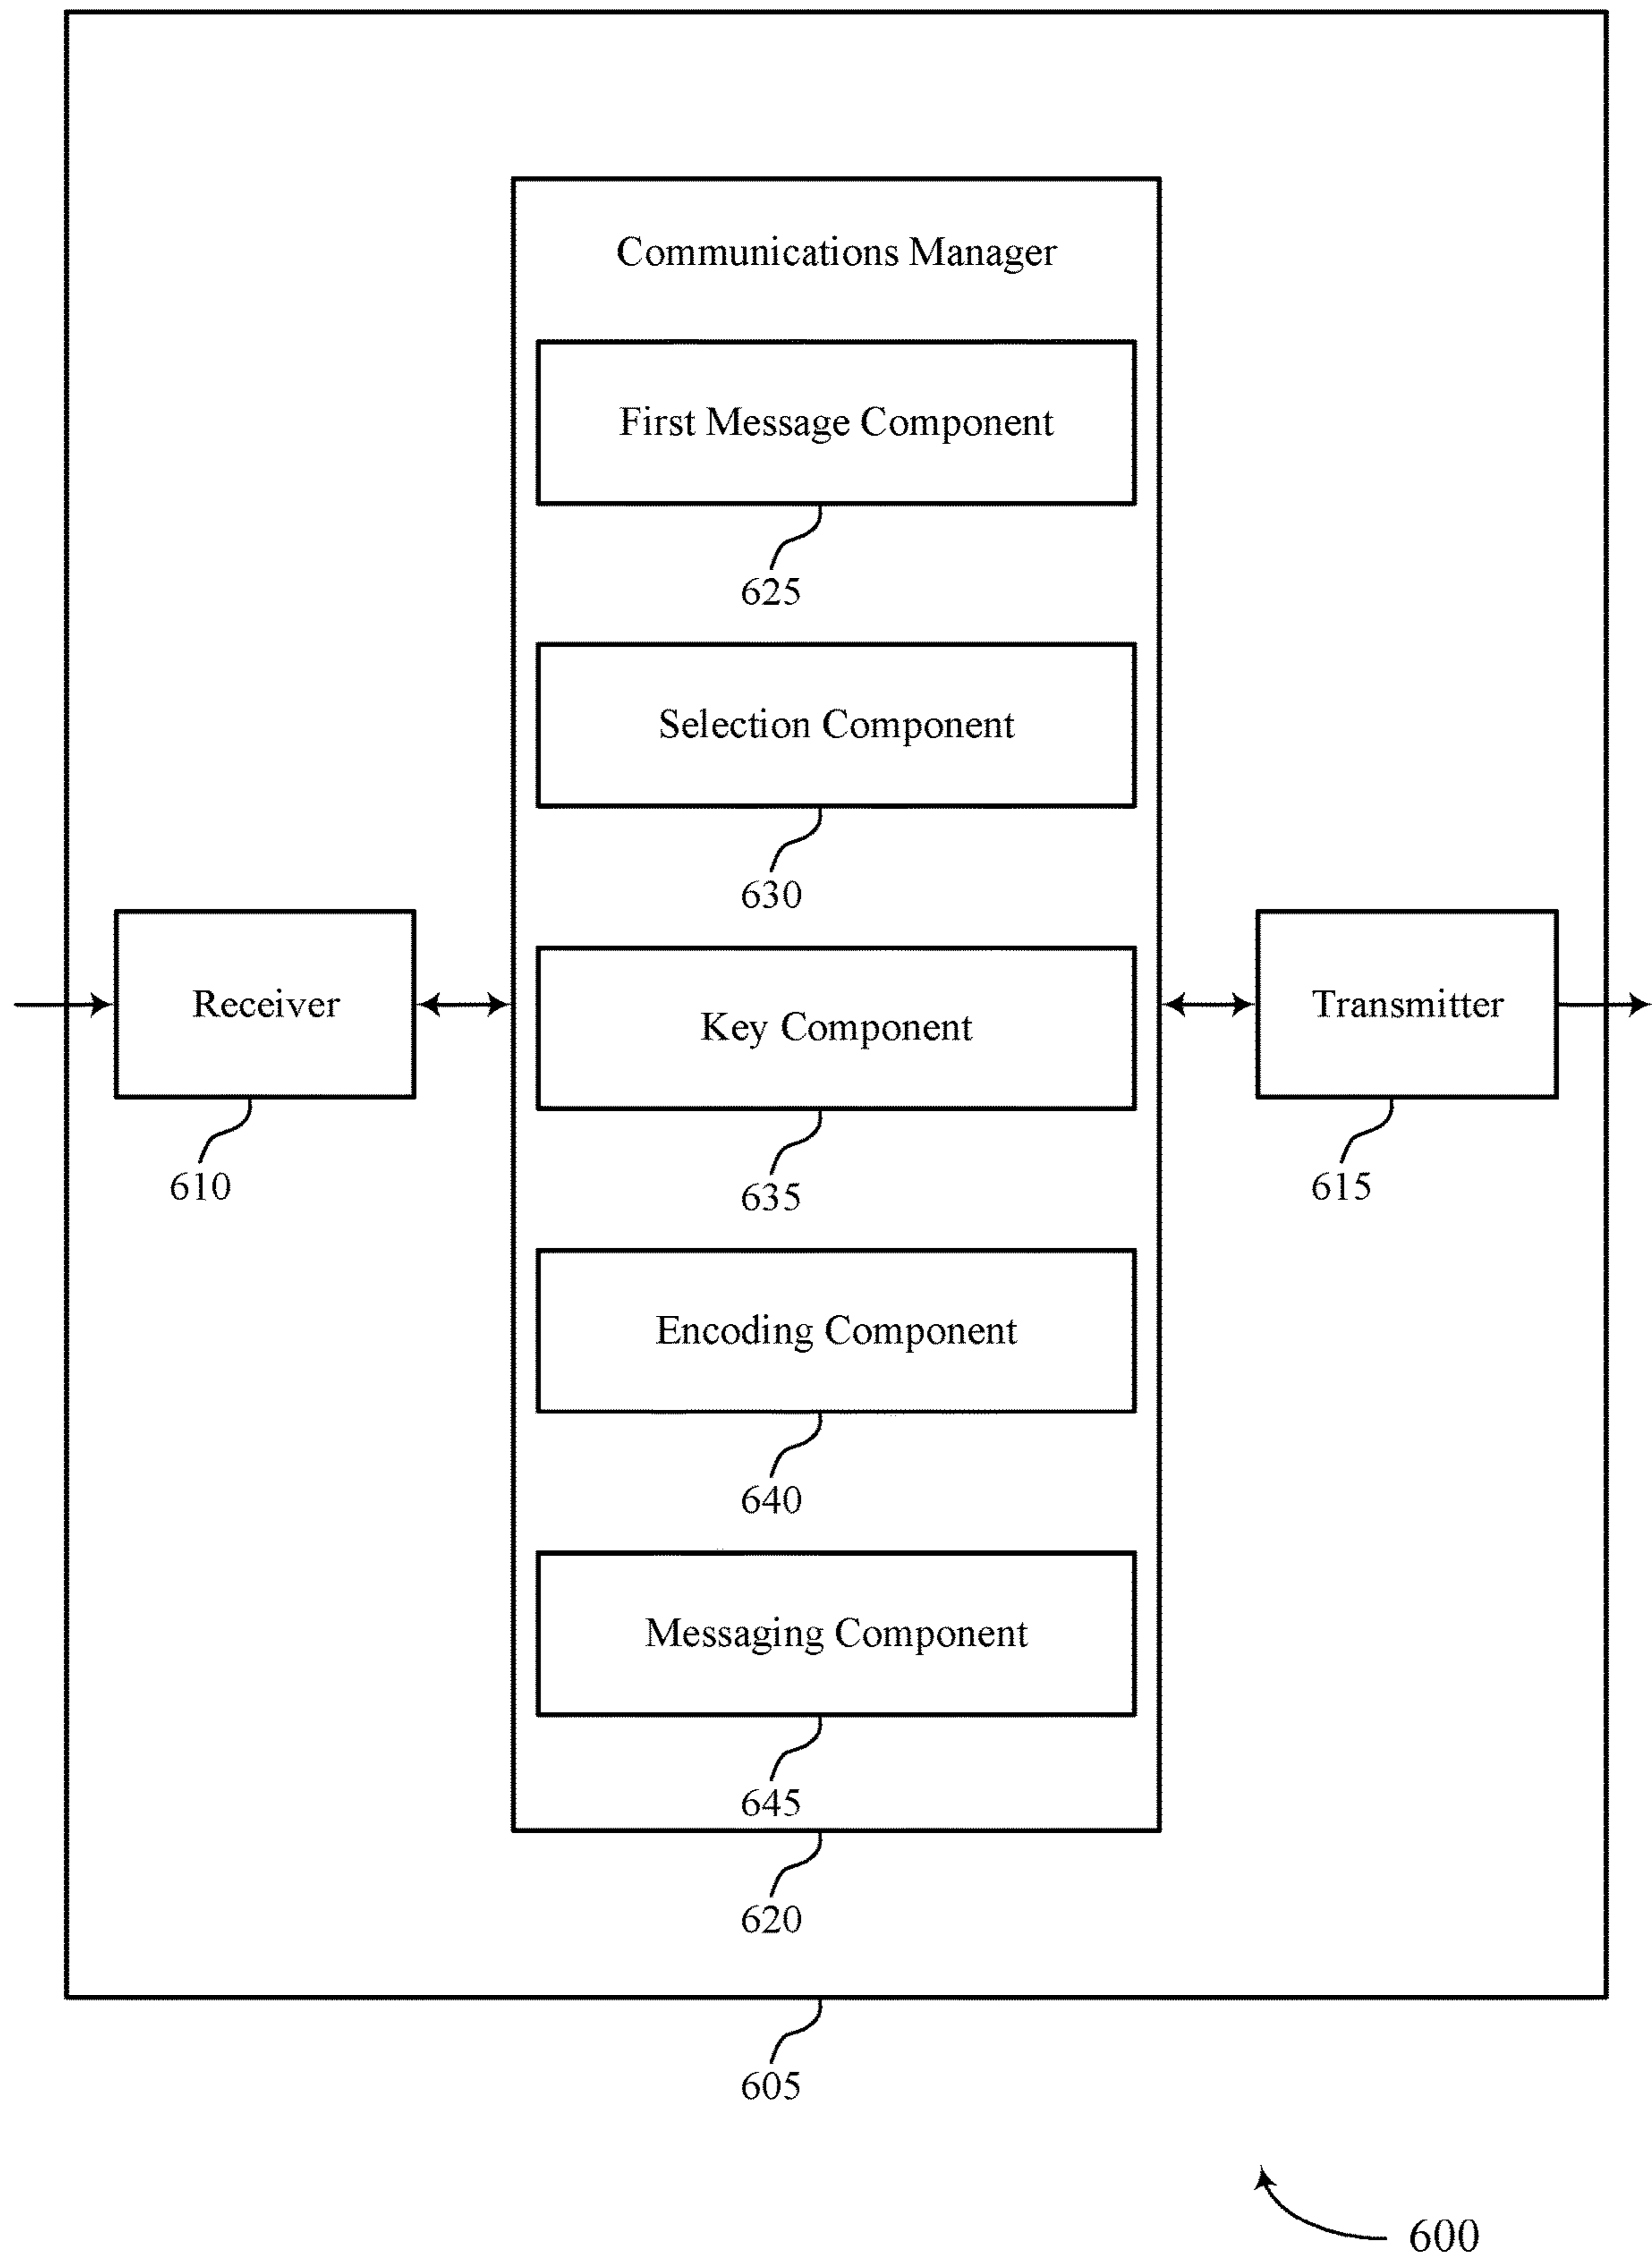 Communications Manager
First Message Component
625
Selection Component
630
Receiver
610
Key Component
635
Transmitter
615
Encoding Component
640
Messaging Component
645
620
605
600